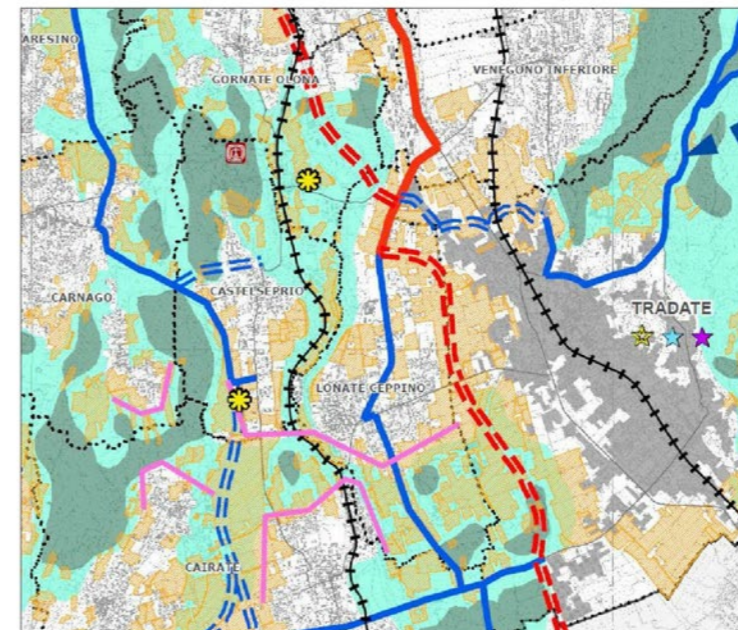 ARESINO
GORNATE OLONA
VENEGONO INFERIORE
CARNAGO
CASTELSEPRIO
TRADATE
LONATE CEPPINO
CAIRATE